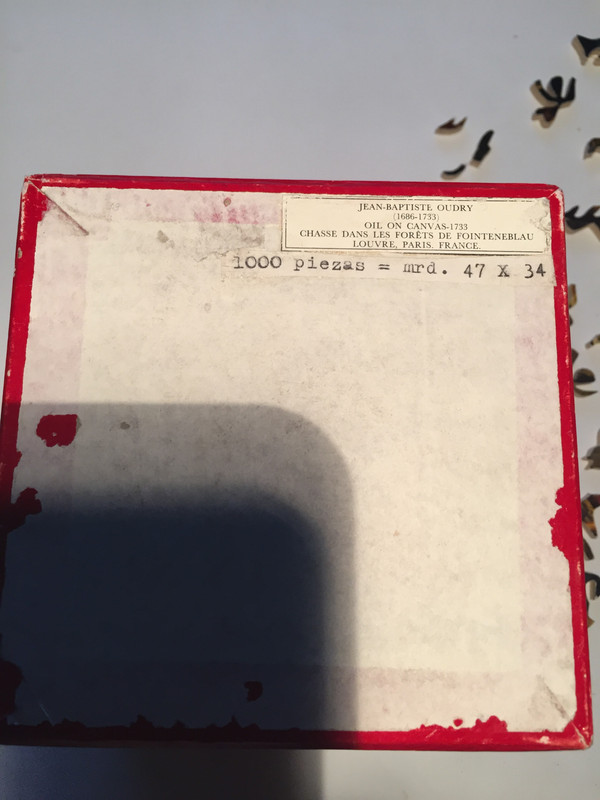 JEAN-BAPTISTE OUDRY
(1686-1733)
OIL ON CANVAS-1733
CHASSE DANS LES FORÊTS DE FOINTENEBLAU
LOUVRE, PARIS. FRANCE.
1000 piezas = mrd. 47 X 34